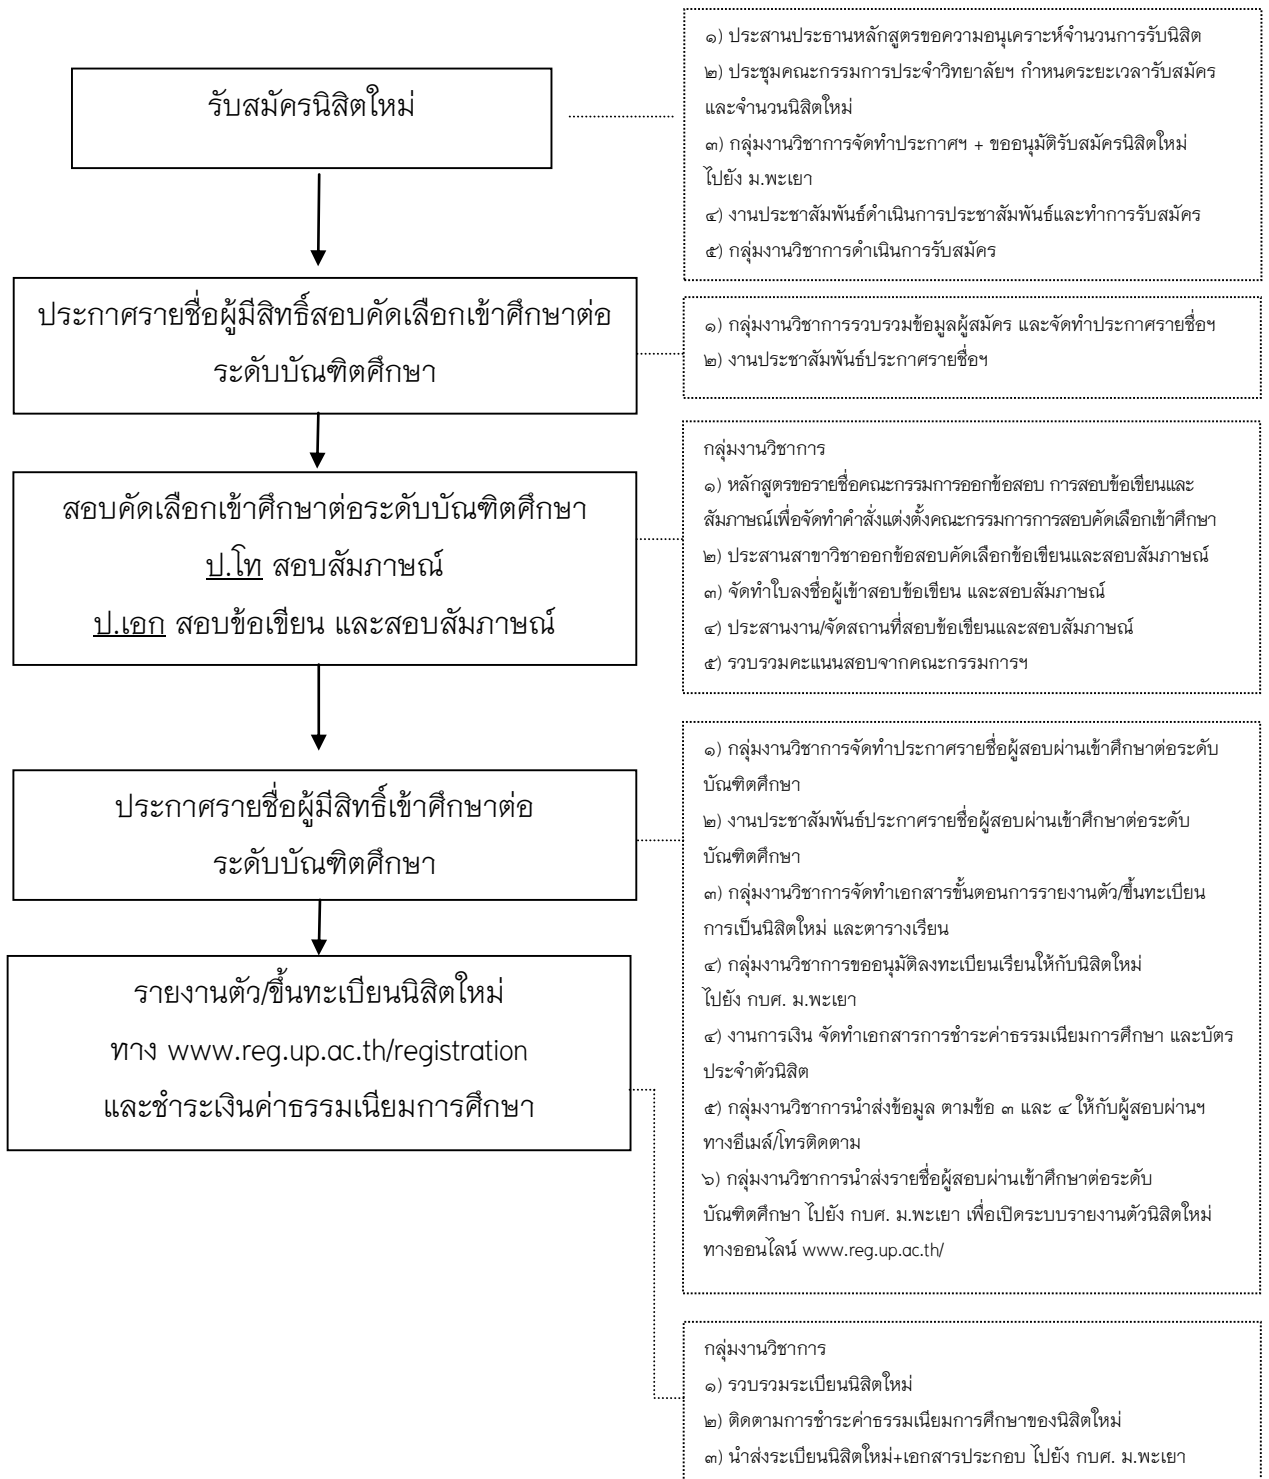 รับสมัครนิสิตใหม่
๑) ประสานประธานหลักสูตรขอความอนุเคราะห์จำนวนการรับนิสิต
๒) ประชุมคณะกรรมการประจำวิทยาลัยฯ กำหนดระยะเวลารับสมัคร
และจำนวนนิสิตใหม่
๓) กลุ่มงานวิชาการจัดทำประกาศฯ + ขออนุมัติรับสมัครนิสิตใหม่
ไปยัง ม.พะเยา
๔) งานประชาสัมพันธ์ดำเนินการประชาสัมพันธ์และทำการรับสมัคร
๕) กลุ่มงานวิชาการดำเนินการรับสมัคร
ประกาศรายชื่อผู้มีสิทธิ์สอบคัดเลือกเข้าศึกษาต่อ
ระดับบัณฑิตศึกษา
๑) กลุ่มงานวิชาการรวบรวมข้อมูลผู้สมัคร และจัดทำประกาศรายชื่อฯ
๒) งานประชาสัมพันธ์ประกาศรายชื่อฯ
สอบคัดเลือกเข้าศึกษาต่อระดับบัณฑิตศึกษา
ป.โท สอบสัมภาษณ์
ป.เอก สอบข้อเขียน และสอบสัมภาษณ์
กลุ่มงานวิชาการ
๑) หลักสูตรขอรายชื่อคณะกรรมการออกข้อสอบ การสอบข้อเขียนและ
สัมภาษณ์เพื่อจัดทำคำสั่งแต่งตั้งคณะกรรมการการสอบคัดเลือกเข้าศึกษา
๒) ประสานสาขาวิชาออกข้อสอบคัดเลือกข้อเขียนและสอบสัมภาษณ์
๓) จัดทำใบลงชื่อผู้เข้าสอบข้อเขียน และสอบสัมภาษณ์
๔) ประสานงาน/จัดสถานที่สอบข้อเขียนและสอบสัมภาษณ์
๕) รวบรวมคะแนนสอบจากคณะกรรมการฯ
ประกาศรายชื่อผู้มีสิทธิ์เข้าศึกษาต่อ
ระดับบัณฑิตศึกษา
๑) กลุ่มงานวิชาการจัดทำประกาศรายชื่อผู้สอบผ่านเข้าศึกษาต่อระดับ
บัณฑิตศึกษา
๒) งานประชาสัมพันธ์ประกาศรายชื่อผู้สอบผ่านเข้าศึกษาต่อระดับ
บัณฑิตศึกษา
๓) กลุ่มงานวิชาการจัดทำเอกสารขั้นตอนการรายงานตัว/ขึ้นทะเบียน
การเป็นนิสิตใหม่ และตารางเรียน
๔) กลุ่มงานวิชาการขออนุมัติลงทะเบียนเรียนให้กับนิสิตใหม่
ไปยัง กบศ. ม.พะเยา
๔) งานการเงิน จัดทำเอกสารการชำระค่าธรรมเนียมการศึกษา และบัตร
ประจำตัวนิสิต
๕) กลุ่มงานวิชาการนำส่งข้อมูล ตามข้อ ๓ และ ๔ ให้กับผู้สอบผ่านฯ
ทางอีเมล์/โทรติดตาม
๖) กลุ่มงานวิชาการนำส่งรายชื่อผู้สอบผ่านเข้าศึกษาต่อระดับ
บัณฑิตศึกษา ไปยัง กบศ. ม.พะเยา เพื่อเปิดระบบรายงานตัวนิสิตใหม่
ทางออนไลน์ www.reg.up.ac.th/
รายงานตัว/ขึ้นทะเบียนนิสิตใหม่
ทาง www.reg.up.ac.th/registration
และชำระเงินค่าธรรมเนียมการศึกษา
กลุ่มงานวิชาการ
๑) รวบรวมระเบียนนิสิตใหม่
๒) ติดตามการชำระค่าธรรมเนียมการศึกษาของนิสิตใหม่
๓) นำส่งระเบียนนิสิตใหม่+เอกสารประกอบ ไปยัง กบศ. ม.พะเยา